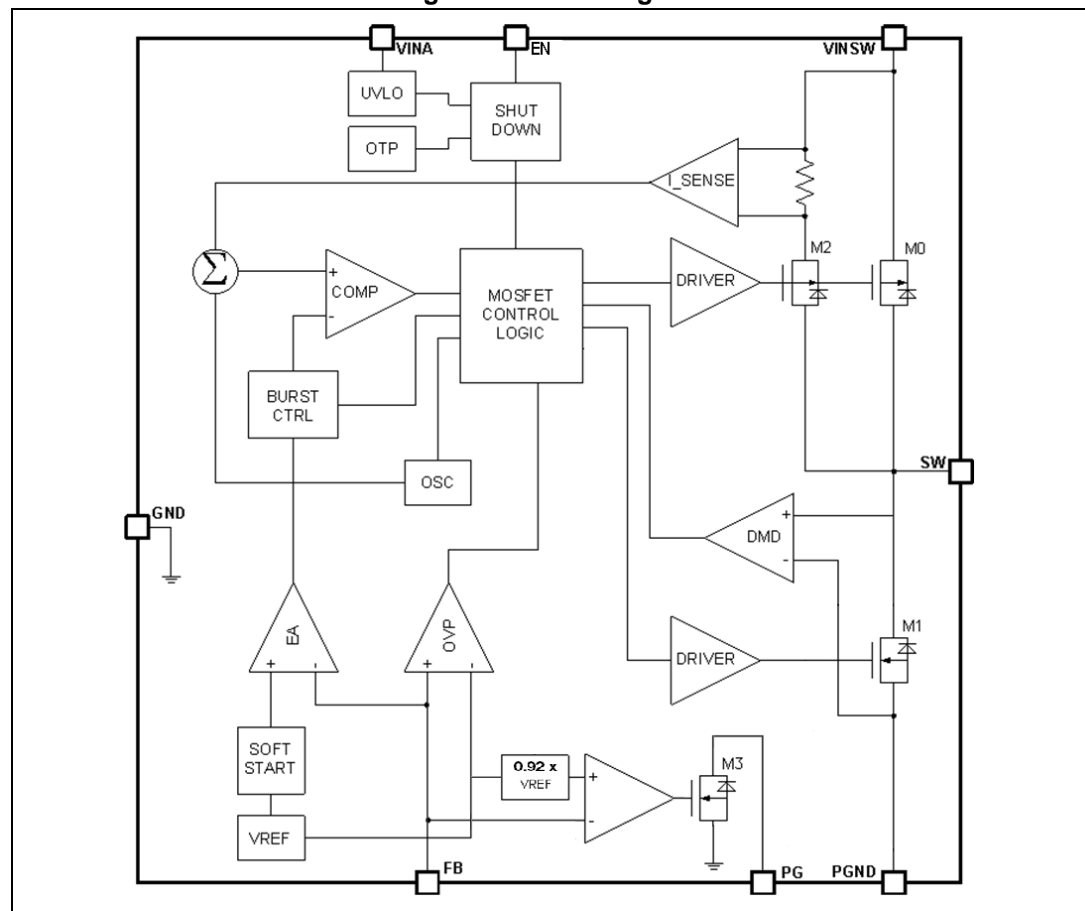 VINA
EN
VINSW
UVLO
SHUT
DOWN
OTP
I_SENSE
M2
M0
Σ
+
COMP
-
MOSFET
CONTROL
LOGIC
DRIVER
BURST
CTRL
OSC
SW
GND
+
DMD
-
EA
+ -
OVP
+ -
M1
DRIVER
SOFT
START
0.92 x
VREF
+
-
M3
VREF
FB
PG
PGND